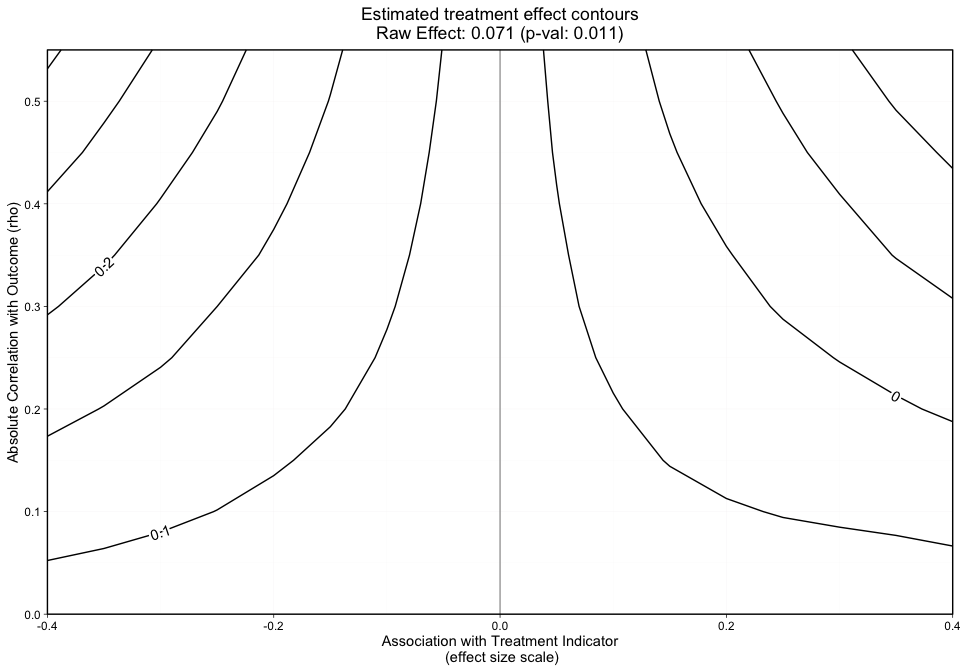 Estimated treatment effect contours
Raw Effect: 0.071 (p-val: 0.011)
Absolute Correlation with Outcome (rho)
0.5
0.4
0.3
0.2
0.1
0.0
0.2
0.1
0
-0.4
-0.2
0.0
0.2
0.4
Association with Treatment Indicator
(effect size scale)